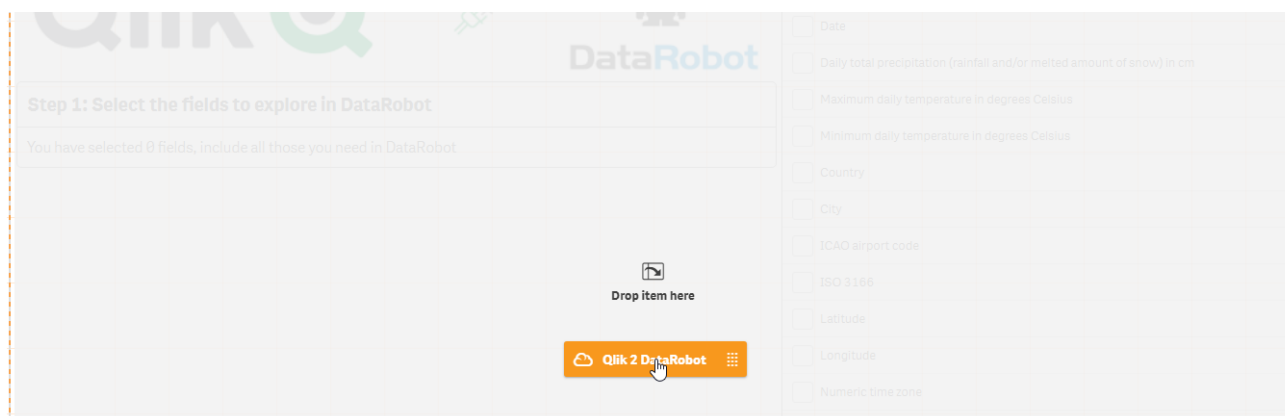 Qlik
DataRobot
Step 1: Select the fields to explore in DataRobot
You have selected 0 fields, include all those you need in DataRobot
Drop item here
Qlik 2 DataRobot
Date
Daily total precipitation (rainfall and/or melted amount of snow) in cm
Maximum daily temperature in degrees Celsius
Minimum daily temperature in degrees Celsius
Country
City
ICAO airport code
ISO 3166
Latitude
Longitude
Numeric time zone